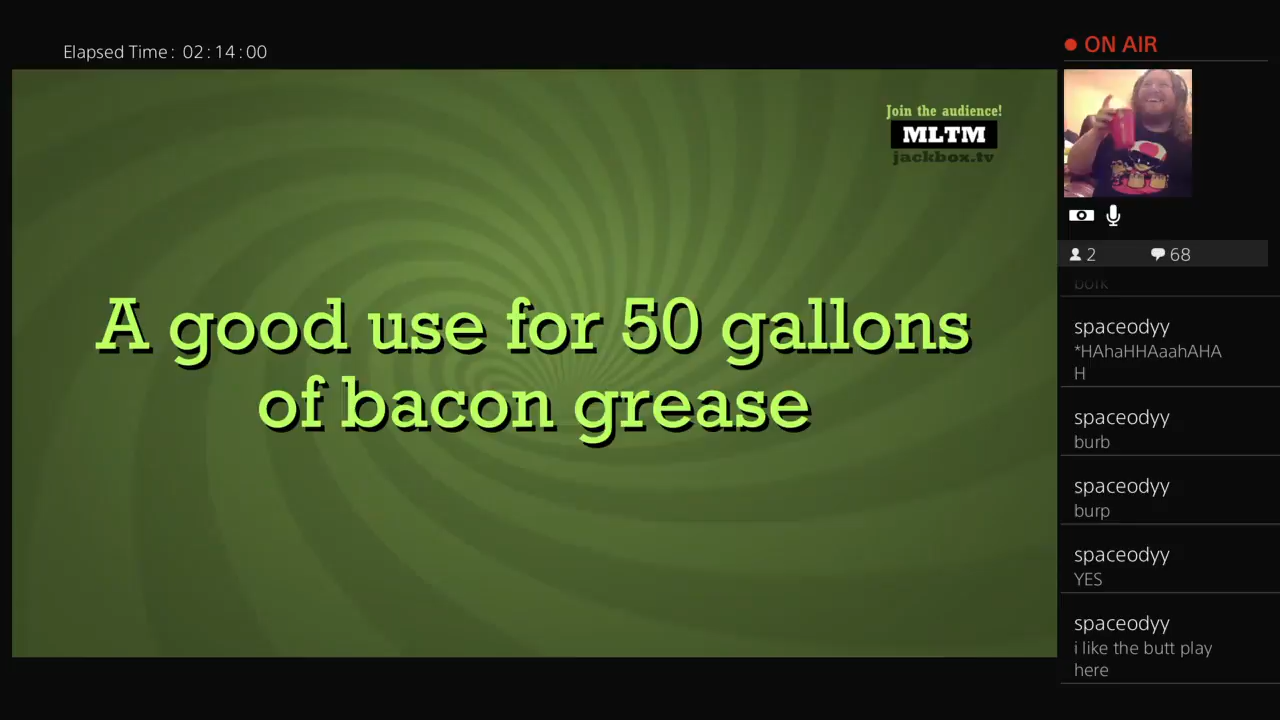 Elapsed Time: 02:14:00
ON AIR
Join the audience!
MLTM
jackbox.tv
A good use for 50 gallons
of bacon grease
2
68
bork
spaceodyy
*HAhaHHAaahAHA
H
spaceodyy
burb
spaceodyy
burp
spaceodyy
YES
spaceodyy
i like the butt play
here